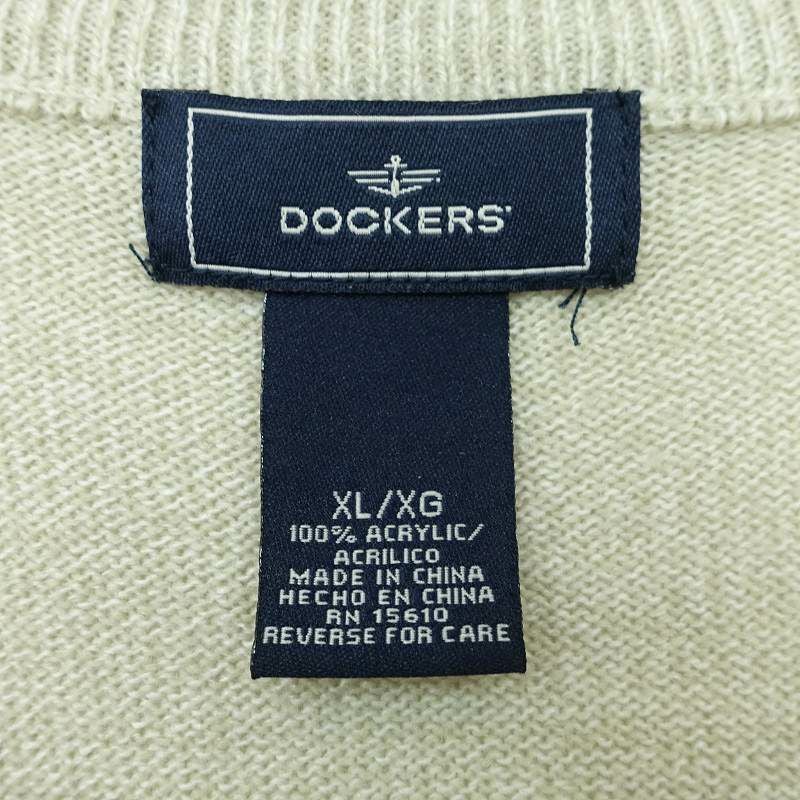 DOCKERS
XL/XG
100% ACRYLIC/
ACRILICO
MADE IN CHINA
HECHO EN CHINA
RN 15610
REVERSE FOR CARE